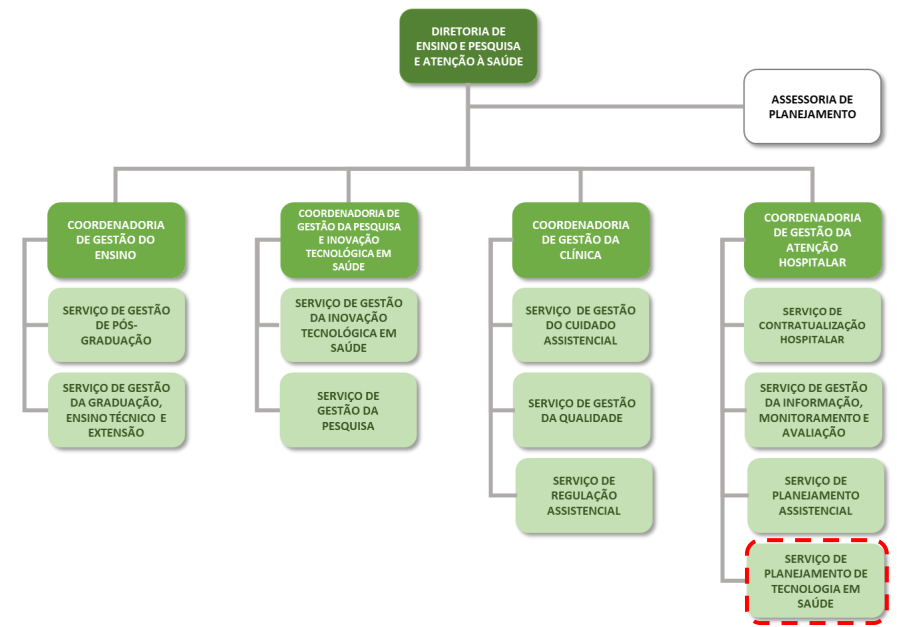 DIRETORIA DE
ENSINO E PESQUISA
E ATENÇÃO À SAÚDE
ASSESSORIA DE
PLANEJAMENTO
COORDENADORIA
DE GESTÃO DO
ENSINO
SERVIÇO DE GESTÃO
DE PÓS-
GRADUAÇÃO
SERVIÇO DE GESTÃO
DA GRADUAÇÃO,
ENSINO TÉCNICO E
EXTENSÃO
COORDENADORIA DE
GESTÃO DA PESQUISA
E INOVAÇÃO
TECNOLÓGICA EM
SAÚDE
SERVIÇO DE GESTÃO
DA INOVAÇÃO
TECNOLÓGICA EM
SAÚDE
SERVIÇO DE
GESTÃO DA
PESQUISA
COORDENADORIA
DE GESTÃO DA
CLÍNICA
SERVIÇO DE GESTÃO
DO CUIDADO
ASSISTENCIAL
SERVIÇO DE GESTÃO
DA QUALIDADE
SERVIÇO DE
REGULAÇÃO
ASSISTENCIAL
COORDENADORIA
DE GESTÃO DA
ATENÇÃO
HOSPITALAR
SERVIÇO DE
CONTRATUALIZAÇÃO
HOSPITALAR
SERVIÇO DE GESTÃO
DA INFORMAÇÃO,
MONITORAMENTO E
AVALIAÇÃO
SERVIÇO DE
PLANEJAMENTO
ASSISTENCIAL
SERVIÇO DE
PLANEJAMENTO DE
TECNOLOGIA EM
SAÚDE